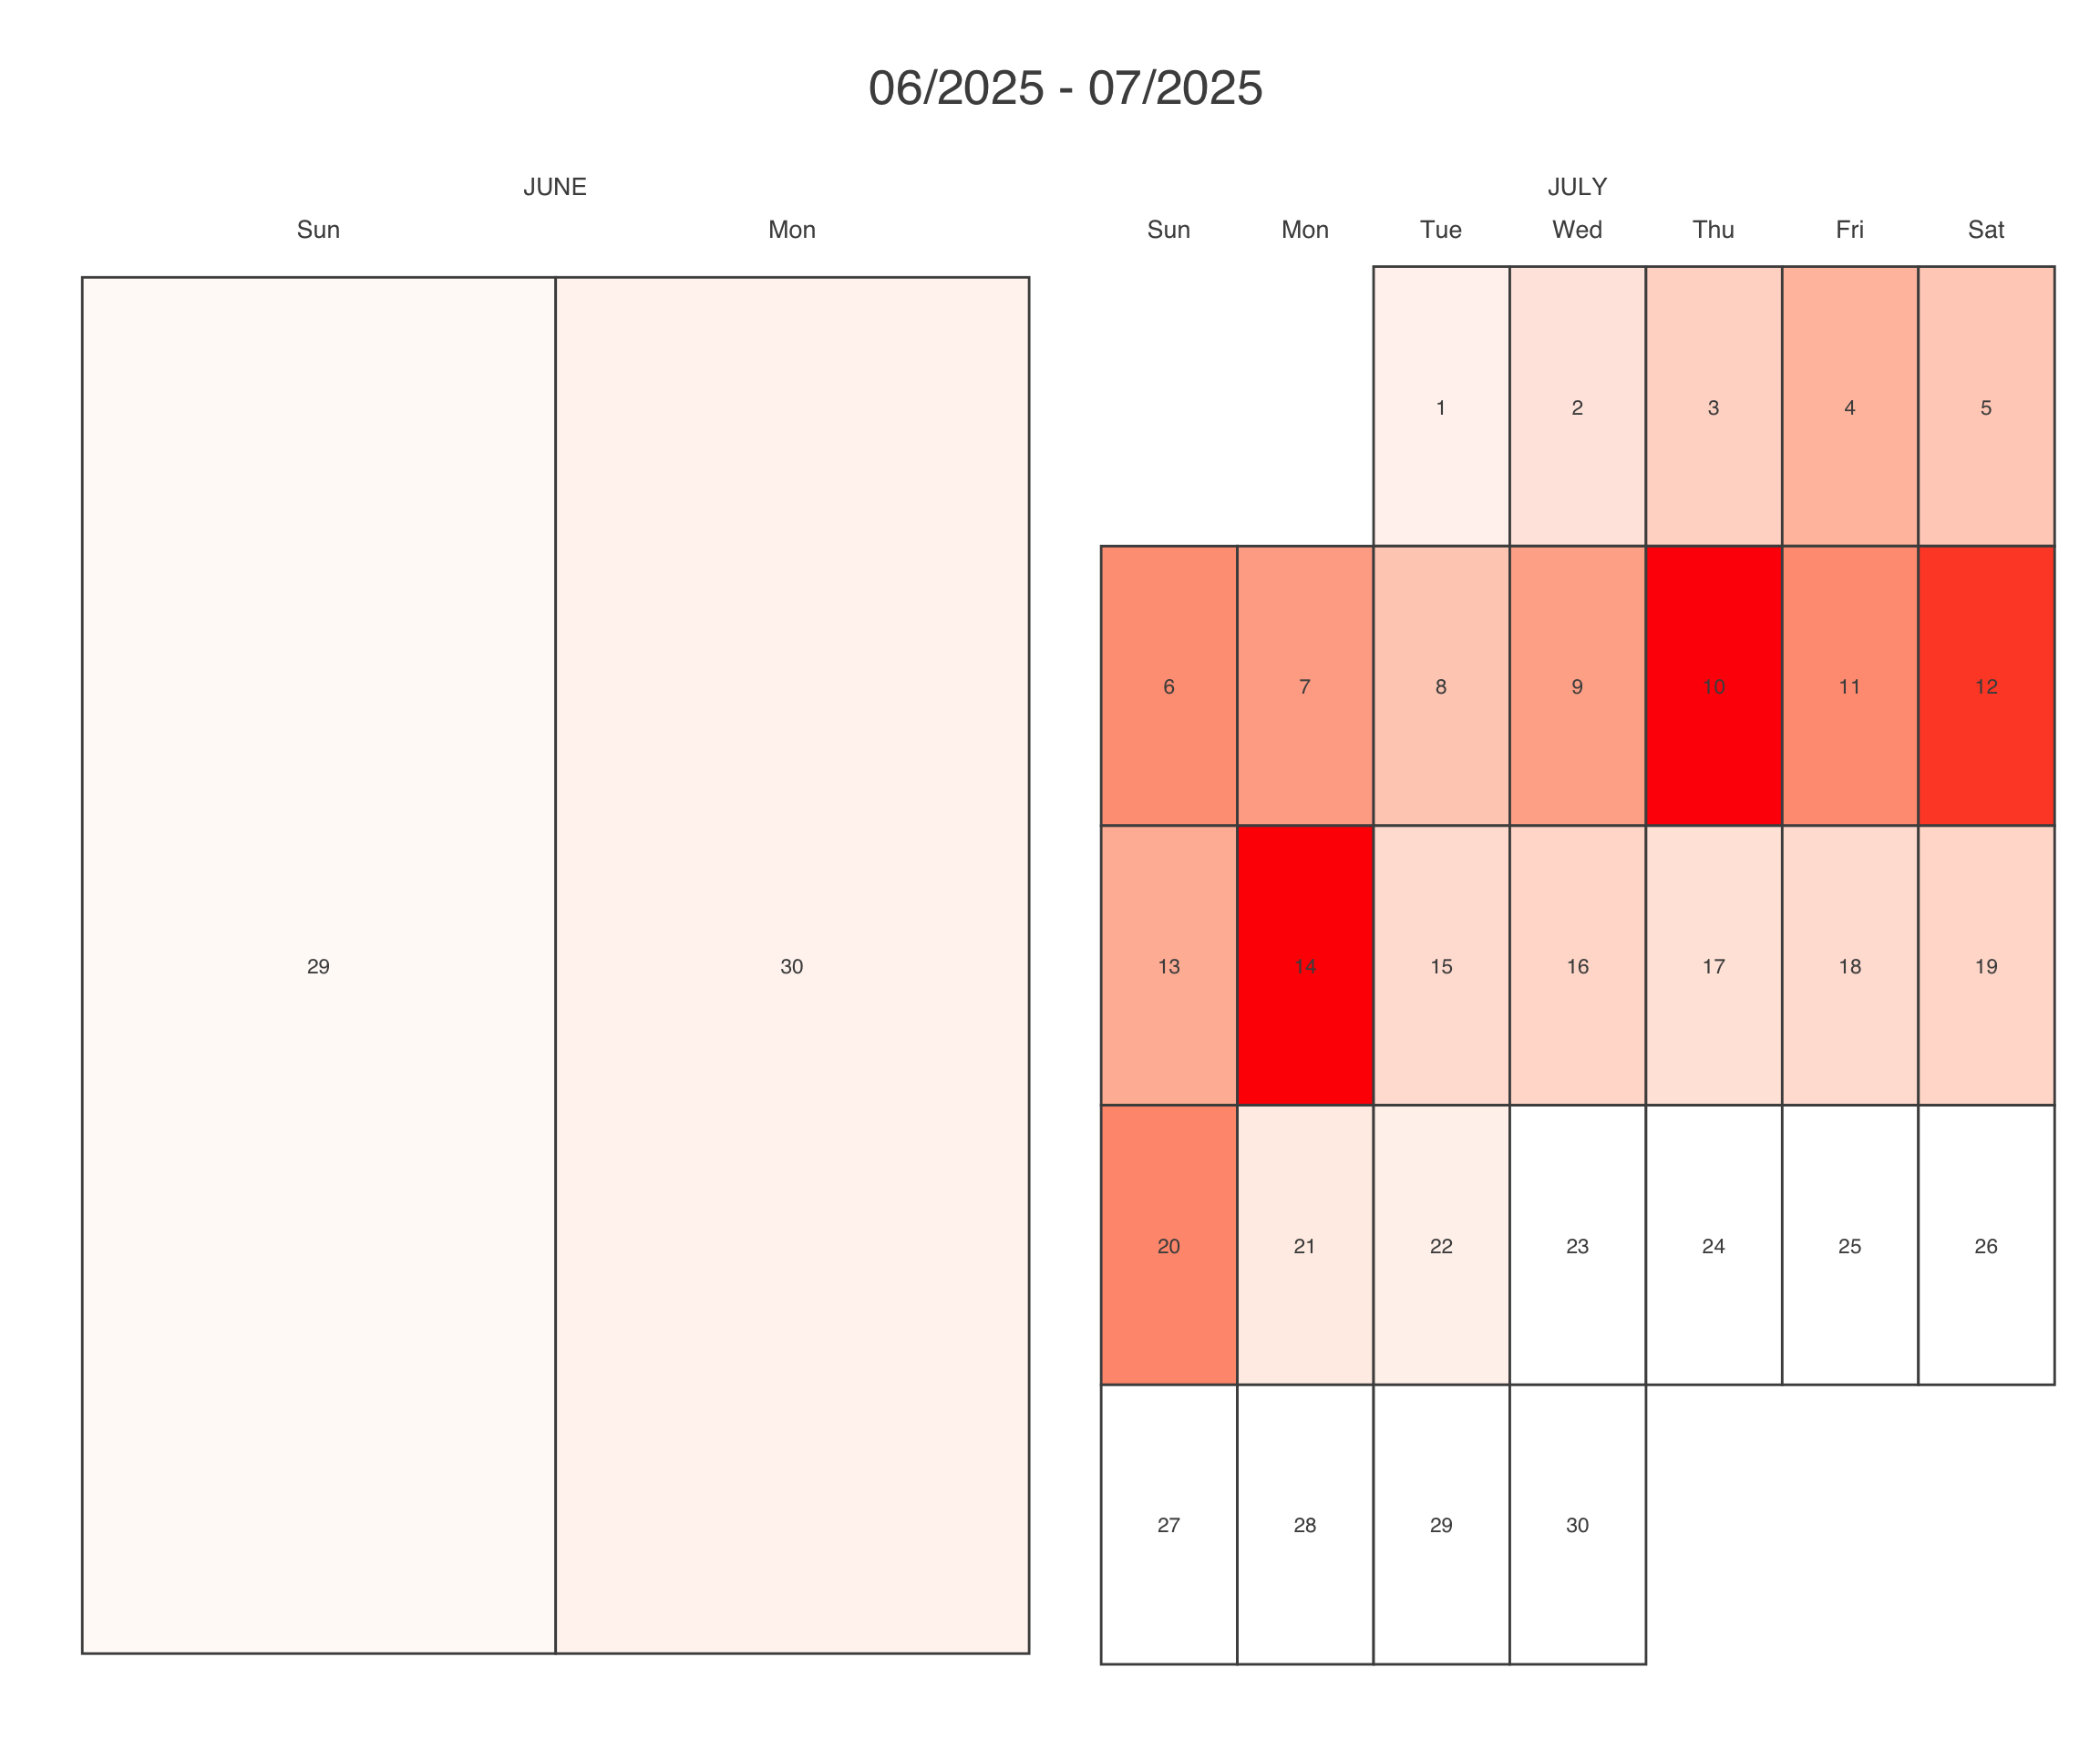 06/2025 - 07/2025
JUNE
Sun Mon
29 30
JULY
Sun Mon Tue Wed Thu Fri Sat
1 2 3 4 5
6 7 8 9 10 11 12
13 14 15 16 17 18 19
20 21 22 23 24 25 26
27 28 29 30